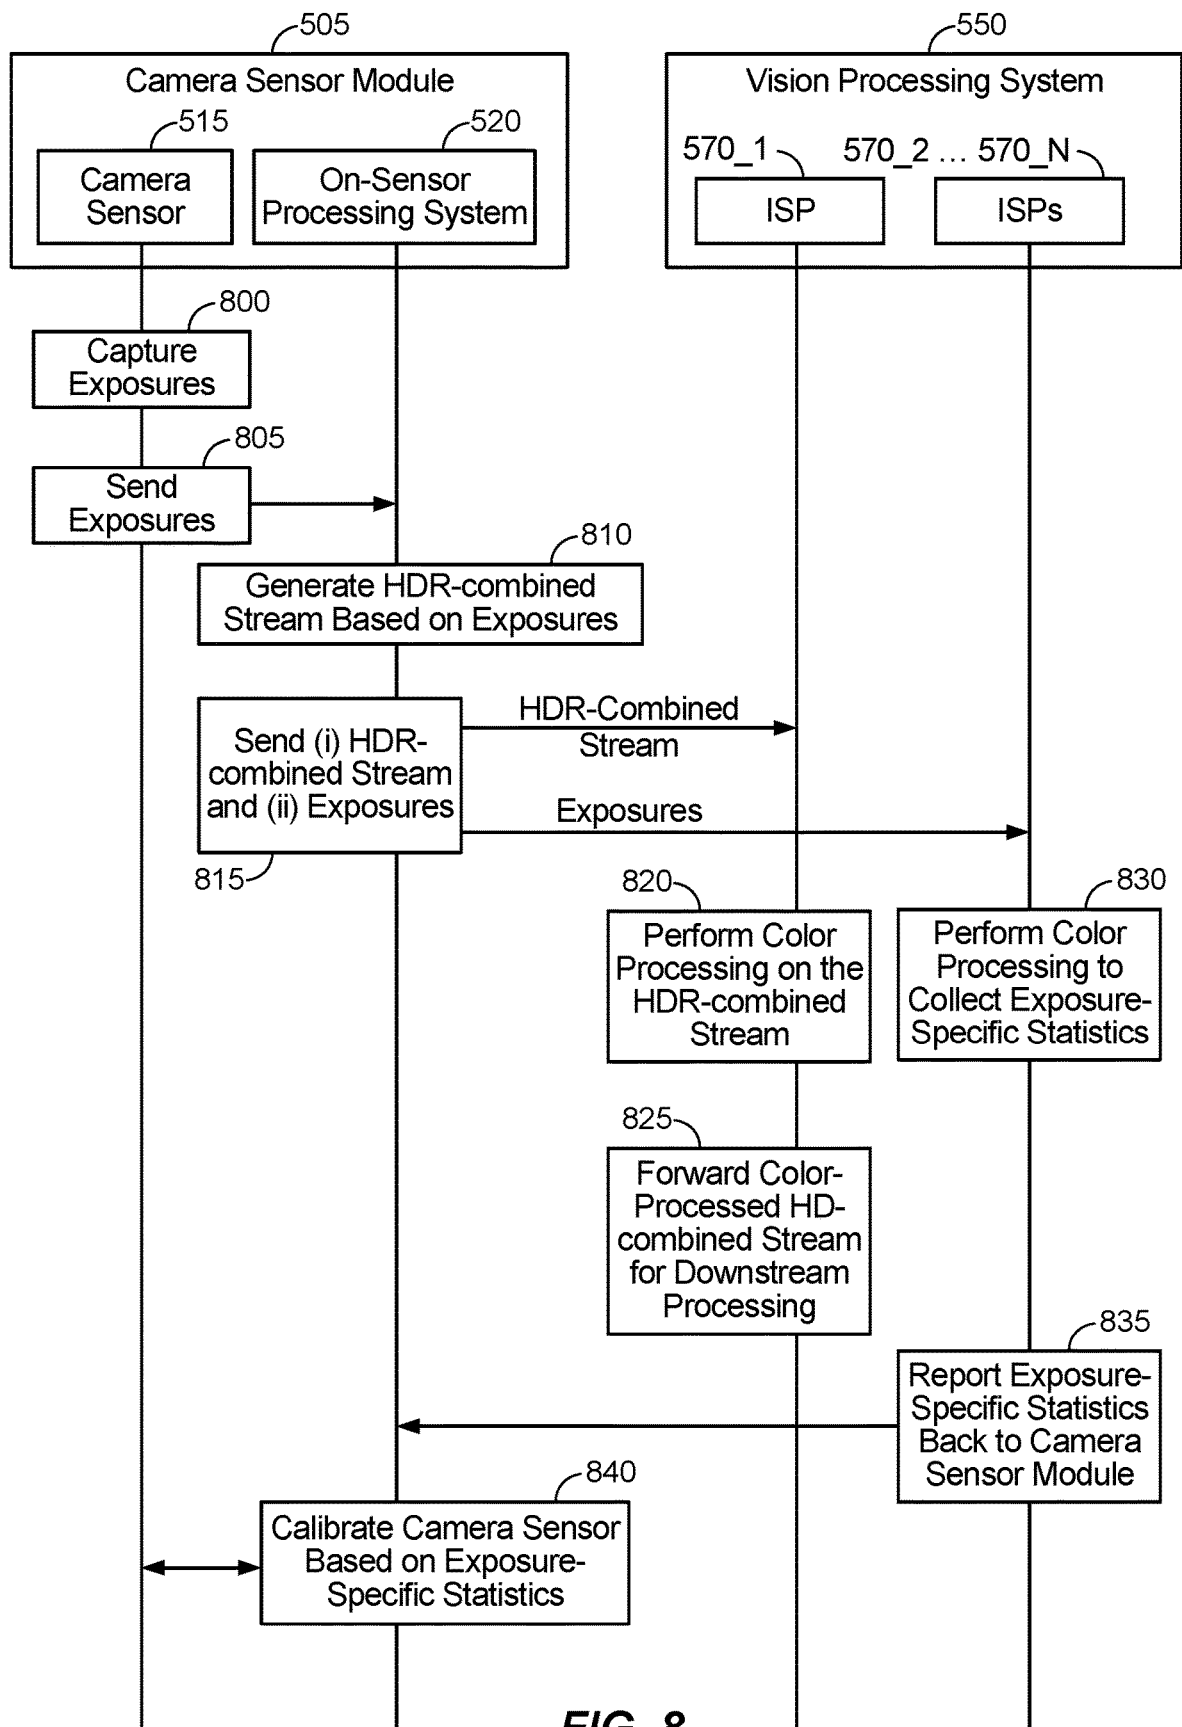 505
550
Camera Sensor Module
Vision Processing System
515
520
570_1
570_2 ... 570_N
Camera
Sensor
On-Sensor
Processing System
ISP
ISPs
800
Capture
Exposures
805
Send
Exposures
810
Generate HDR-combined
Stream Based on Exposures
Send (i) HDR-
combined Stream
and (ii) Exposures
815
HDR-Combined
Stream
Exposures
820
Perform Color
Processing on the
HDR-combined
Stream
830
Perform Color
Processing to
Collect Exposure-
Specific Statistics
825
Forward Color-
Processed HD-
combined Stream
for Downstream
Processing
835
Report Exposure-
Specific Statistics
Back to Camera
Sensor Module
840
Calibrate Camera Sensor
Based on Exposure-
Specific Statistics
FIG. 8